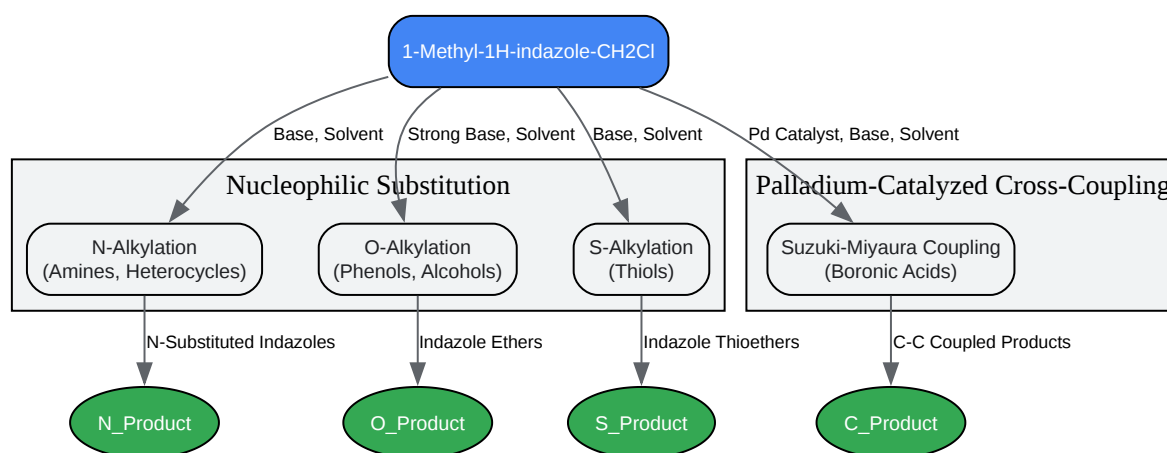 1-Methyl-1H-indazole-CH2Cl
Base, Solvent
Strong Base, Solvent
Base, Solvent
Pd Catalyst, Base, Solvent
Nucleophilic Substitution
Palladium-Catalyzed Cross-Coupling
N-Alkylation
(Amines, Heterocycles)
O-Alkylation
(Phenols, Alcohols)
S-Alkylation
(Thiols)
Suzuki-Miyaura Coupling
(Boronic Acids)
N-Substituted Indazoles
Indazole Ethers
Indazole Thioethers
C-C Coupled Products
N_Product
O_Product
S_Product
C_Product